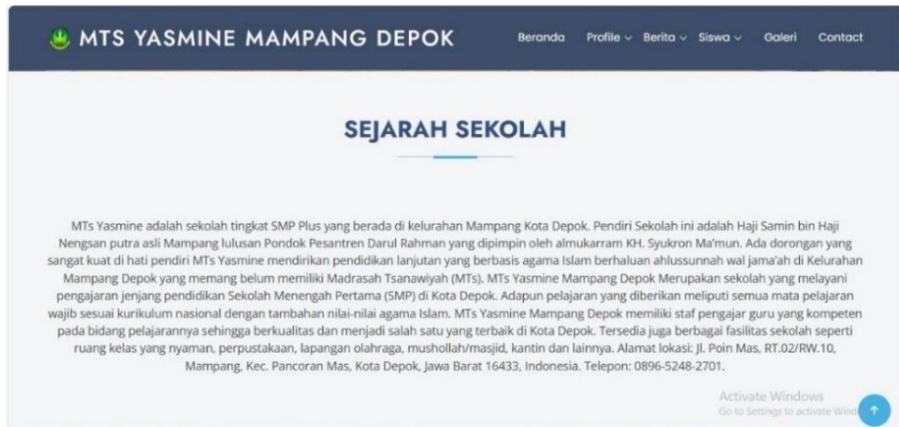 MTS YASMINE MAMPANG DEPOK
Beranda Profile Berita Siswa Galeri Contact
SEJARAH SEKOLAH
MTs Yasmine adalah sekolah tingkat SMP Plus yang berada di kelurahan Mampang Kota Depok. Pendiri Sekolah ini adalah Haji Samin bin Haji
Nengsan putra asli Mampang lulusan Pondok Pesantren Darul Rahman yang dipimpin oleh almukarram KH. Syukron Ma'mun. Ada dorongan yang
sangat kuat di hati pendiri MTs Yasmine mendirikan pendidikan lanjutan yang berbasis agama Islam berhaluan ahlussunnah wal jama'ah di Kelurahan
Mampang Depok yang memang belum memiliki Madrasah Tsanawiyah (MTs). MTs Yasmine Mampang Depok Merupakan sekolah yang melayani
pengajaran jenjang pendidikan Sekolah Menengah Pertama (SMP) di Kota Depok. Adapun pelajaran yang diberikan meliputi semua mata pelajaran
wajib sesuai kurikulum nasional dengan tambahan nilai-nilai agama Islam. MTs Yasmine Mampang Depok memiliki staf pengajar guru yang kompeten
pada bidang pelajarannya sehingga berkualitas dan menjadi salah satu yang terbaik di Kota Depok. Tersedia juga berbagai fasilitas sekolah seperti
ruang kelas yang nyaman, perpustakaan, lapangan olahraga, mushollah/masjid, kantin dan lainnya. Alamat lokasi: Jl. Poin Mas, RT.02/RW.10,
Mampang, Kec. Pancoran Mas, Kota Depok, Jawa Barat 16433, Indonesia. Telepon: 0896-5248-2701.
Activate Windows
Go to Settings to activate Wind